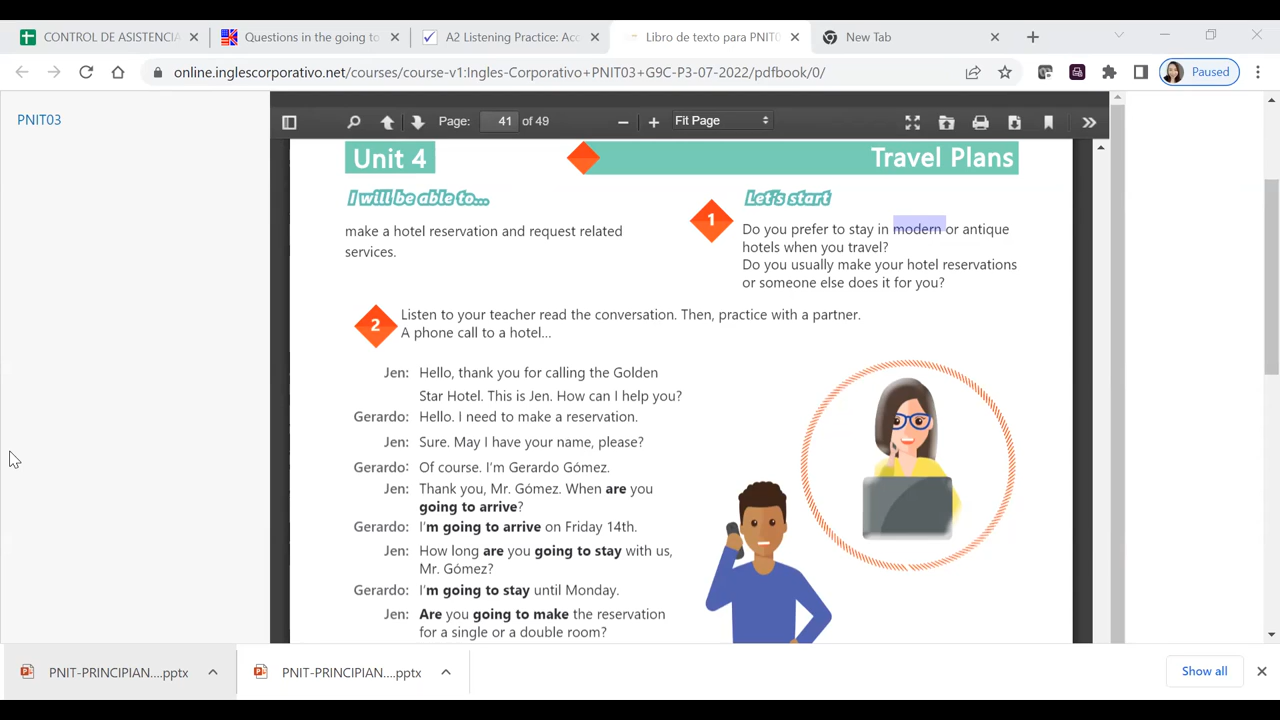 CONTROL DE ASISTENCIA
Questions in the going to
A2 Listening Practice: Acc
Libro de texto para PNIT0
New Tab
online.inglescorporativo.net/courses/course-v1:Ingles-Corporativo+PNIT03+G9C-P3-07-2022/pdfbook/0/
Paused
PNIT03
Page: 41 of 49
Fit Page
Unit 4
Travel Plans
I will be able to...
make a hotel reservation and request related
services.
1
Let's start
Do you prefer to stay in modern or antique
hotels when you travel?
Do you usually make your hotel reservations
or someone else does it for you?
2
Listen to your teacher read the conversation. Then, practice with a partner.
A phone call to a hotel...
Jen: Hello, thank you for calling the Golden
Star Hotel. This is Jen. How can I help you?
Gerardo: Hello. I need to make a reservation.
Jen: Sure. May I have your name, please?
Gerardo: Of course. I'm Gerardo Gómez.
Jen: Thank you, Mr. Gómez. When are you
going to arrive?
Gerardo: I'm going to arrive on Friday 14th.
Jen: How long are you going to stay with us,
Mr. Gómez?
Gerardo: I'm going to stay until Monday.
Jen: Are you going to make the reservation
for a single or a double room?
PNIT-PRINCIPIAN....pptx
PNIT-PRINCIPIAN....pptx
Show all